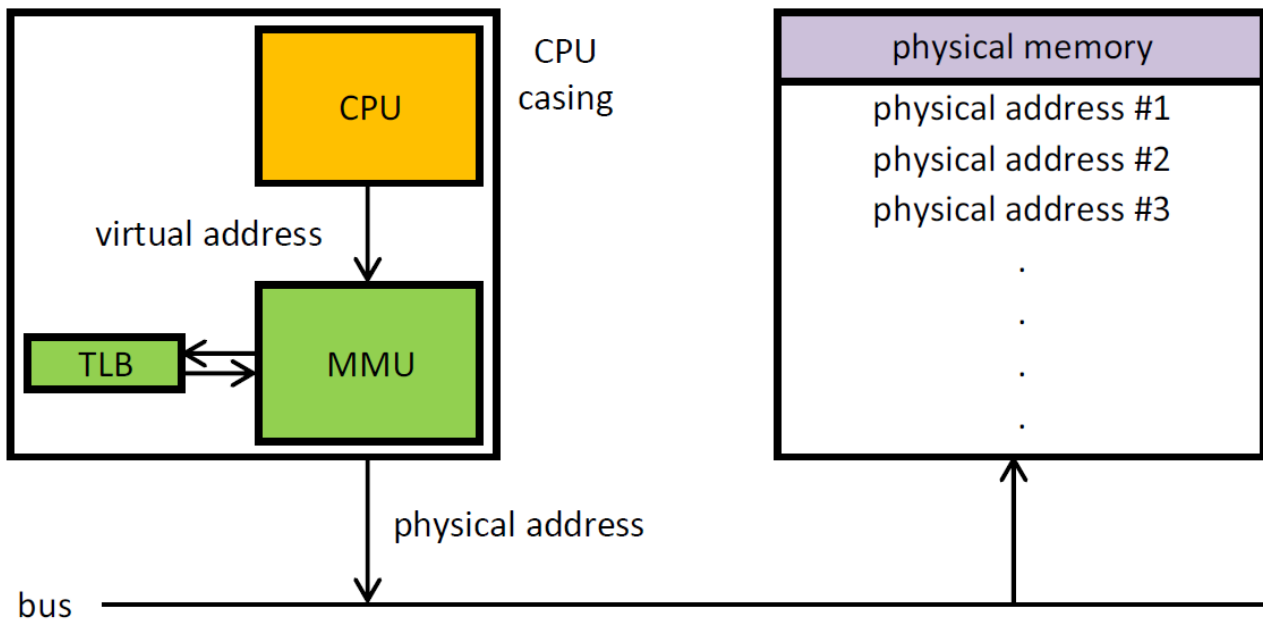 CPU
CPU
casing
virtual address
TLB
MMU
physical address
bus
physical memory
physical address #1
physical address #2
physical address #3
.
.
.
.